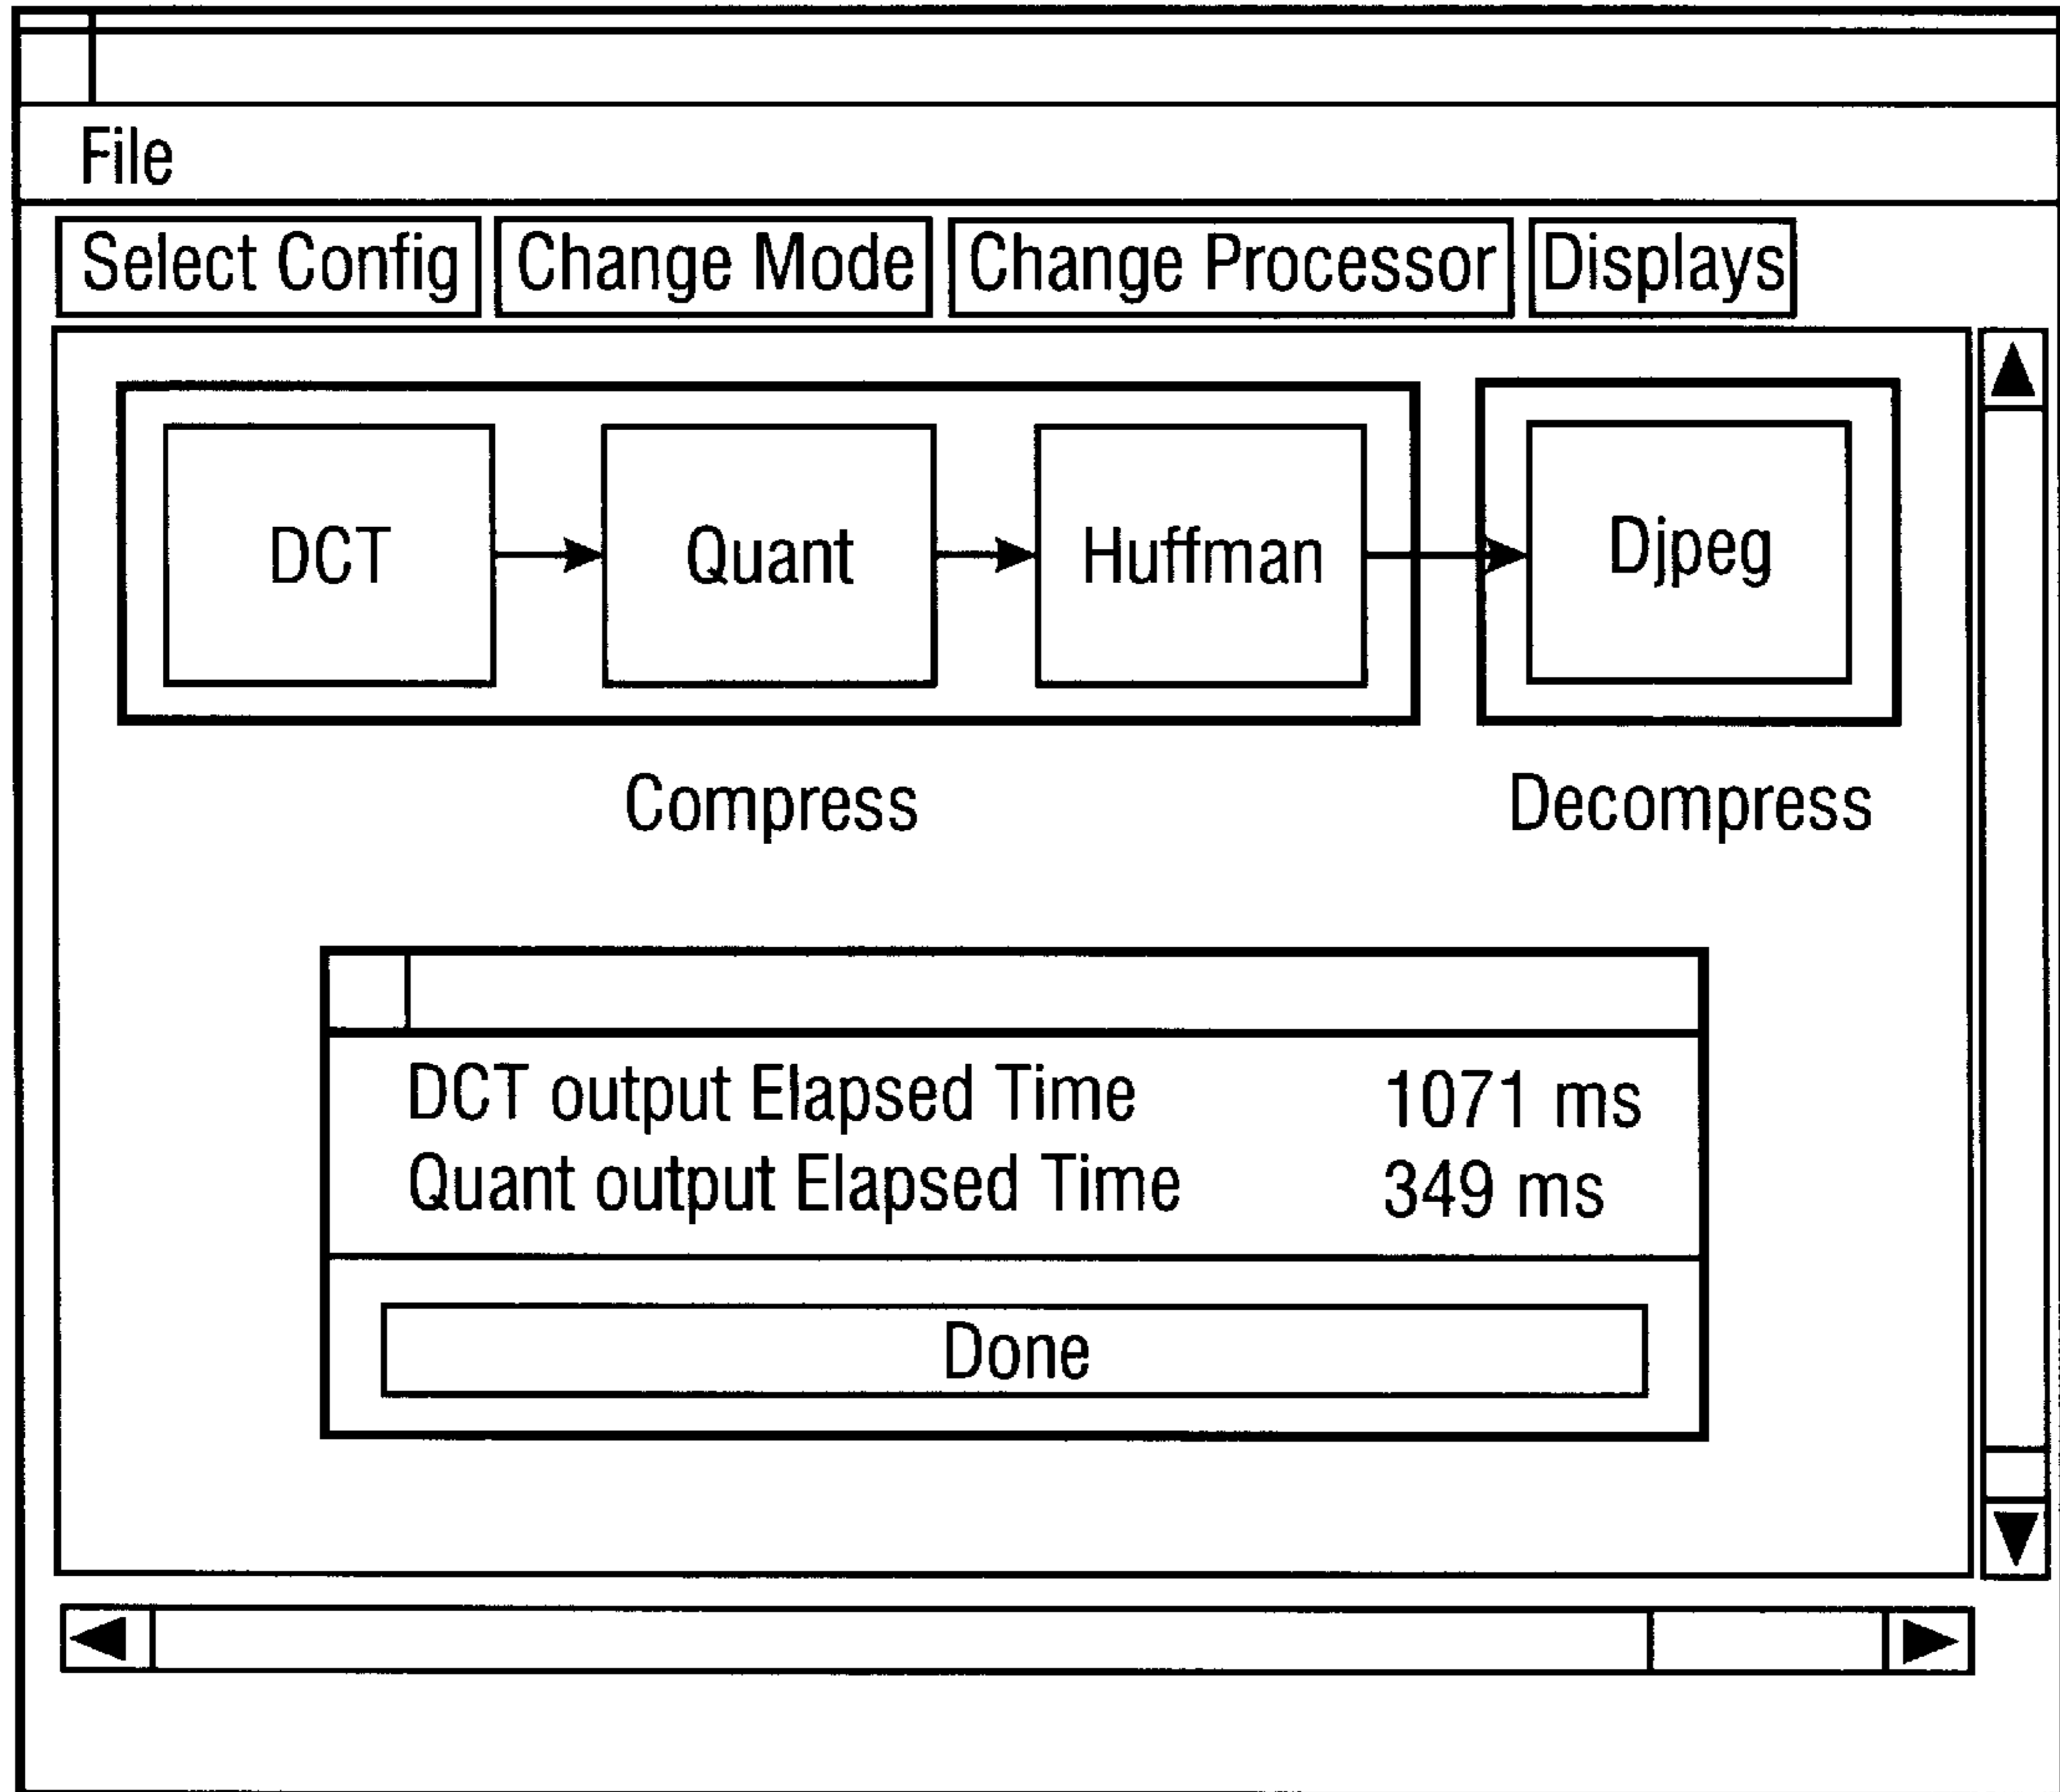 File
Select Config Change Mode Change Processor Displays
DCT Quant Huffman Djpeg
Compress Decompress
DCT output Elapsed Time 1071 ms
Quant output Elapsed Time 349 ms
Done